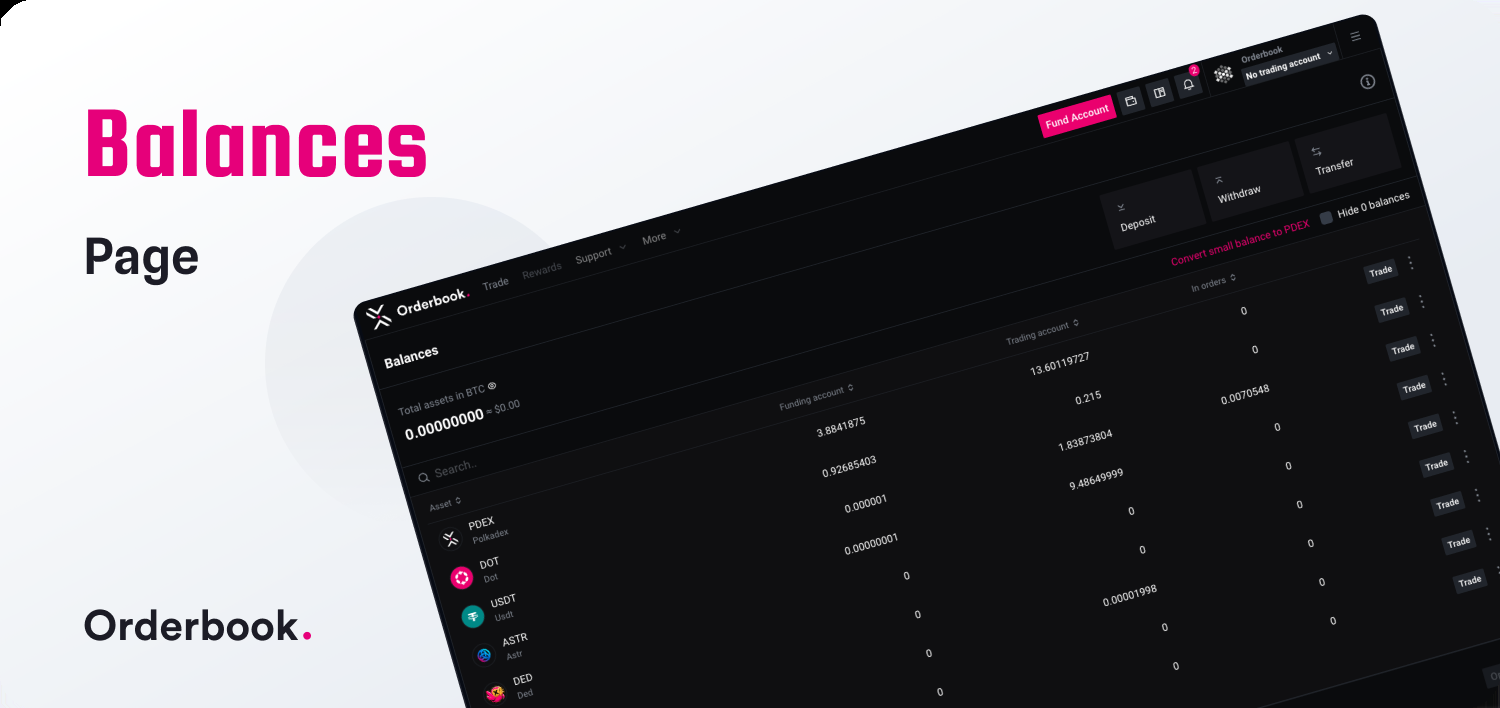 Balances
Page
Orderbook.
Orderbook. Trade Rewards Support More
Fund Account 2 Orderbook
No trading account
Balances
Deposit Withdraw Transfer
Total assets in BTC
0.00000000 ≈ $0.00
Convert small balance to PDEX Hide 0 balances
Search..
Asset Funding account Trading account In orders
PDEX 3.8841875 13.60119727 0 Trade
Polkadex
DOT 0.92685403 0.215 0 Trade
Dot
USDT 0.000001 1.83873804 0.0070548 Trade
Usdt
ASTR 0.00000001 9.48649999 0 Trade
Astr
DED 0 0 0 Trade
Ded
0 0 0 Trade
0 0.00001998 0 Trade
0 0 0 Trade
0 0 Trade